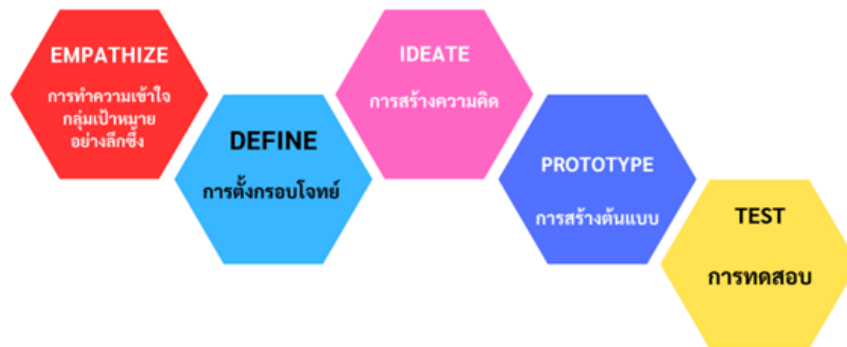 EMPATHIZE
การทำความเข้าใจ
กลุ่มเป้าหมาย
อย่างลึกซึ้ง
DEFINE
การตั้งกรอบโจทย์
IDEATE
การสร้างความคิด
PROTOTYPE
การสร้างต้นแบบ
TEST
การทดสอบ